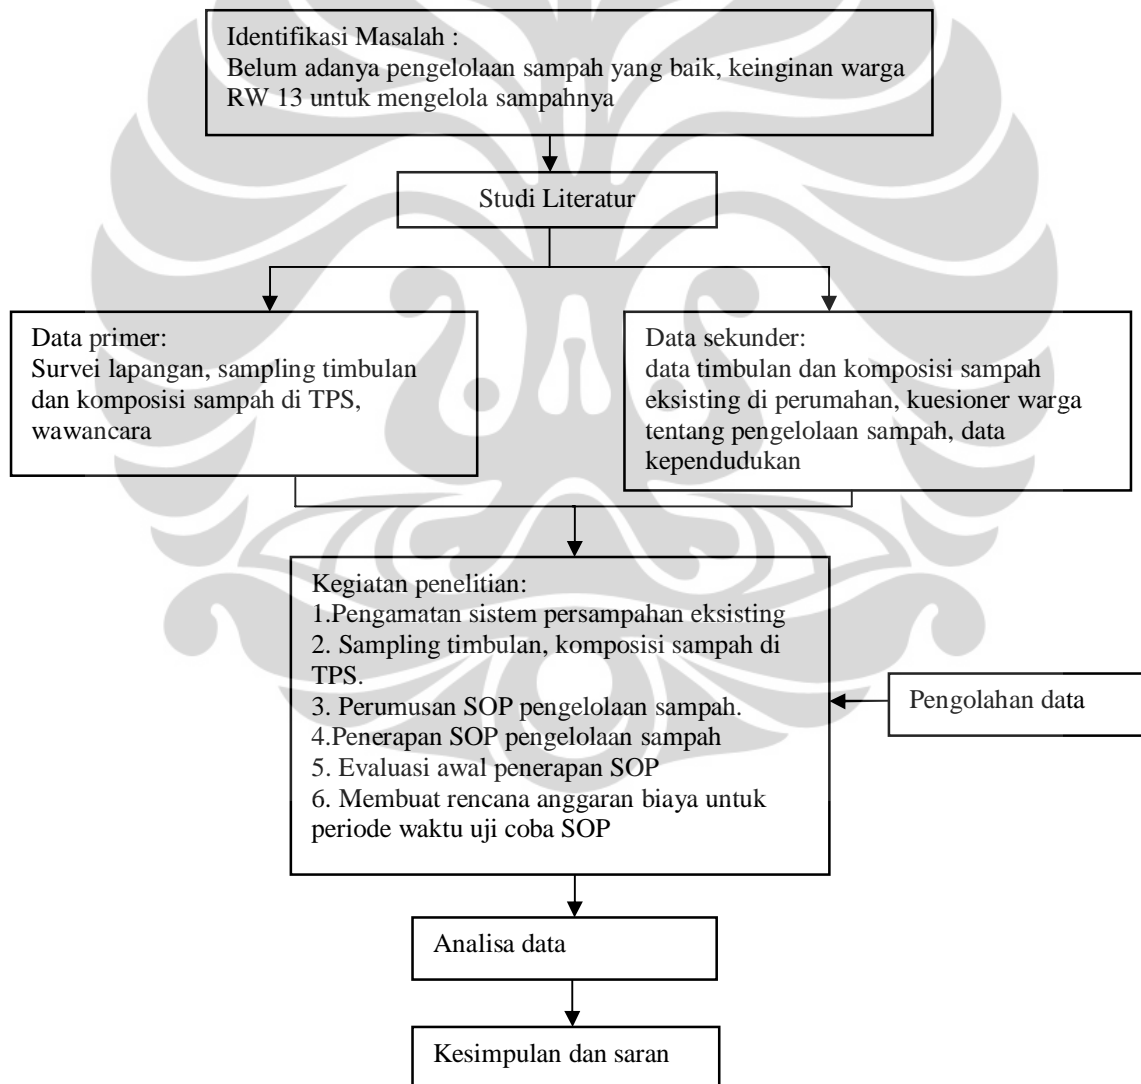 Identifikasi Masalah :
Belum adanya pengelolaan sampah yang baik, keinginan warga
RW 13 untuk mengelola sampahnya
Studi Literatur
Data primer:
Survei lapangan, sampling timbulan
dan komposisi sampah di TPS,
wawancara
Data sekunder:
data timbulan dan komposisi sampah
eksisting di perumahan, kuesioner warga
tentang pengelolaan sampah, data
kependudukan
Kegiatan penelitian:
1.Pengamatan sistem persampahan eksisting
2. Sampling timbulan, komposisi sampah di
TPS.
3. Perumusan SOP pengelolaan sampah.
4.Penerapan SOP pengelolaan sampah
5. Evaluasi awal penerapan SOP
6. Membuat rencana anggaran biaya untuk
periode waktu uji coba SOP
Pengolahan data
Analisa data
Kesimpulan dan saran